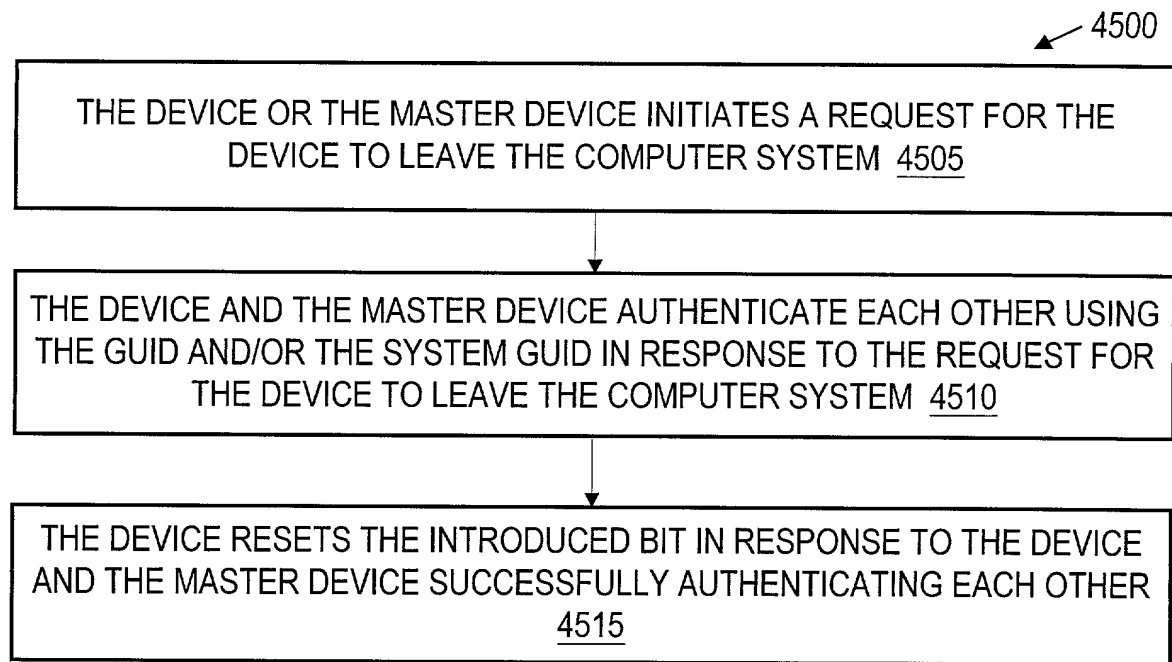 4500
THE DEVICE OR THE MASTER DEVICE INITIATES A REQUEST FOR THE
DEVICE TO LEAVE THE COMPUTER SYSTEM 4505
THE DEVICE AND THE MASTER DEVICE AUTHENTICATE EACH OTHER USING
THE GUID AND/OR THE SYSTEM GUID IN RESPONSE TO THE REQUEST FOR
THE DEVICE TO LEAVE THE COMPUTER SYSTEM 4510
THE DEVICE RESETS THE INTRODUCED BIT IN RESPONSE TO THE DEVICE
AND THE MASTER DEVICE SUCCESSFULLY AUTHENTICATING EACH OTHER
4515